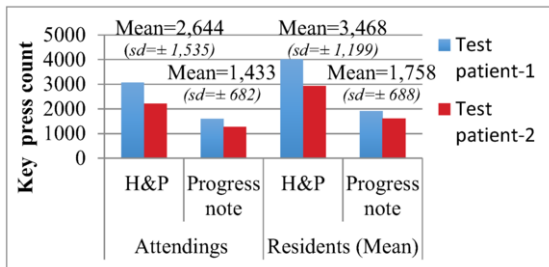 Mean=2,644
(sd=± 1,535)
Mean=3,468
(sd=± 1,199)
Mean=1,433
(sd=± 682)
Mean=1,758
(sd=± 688)
Key press count
5000
4000
3000
2000
1000
0
H&P
Progress
note
H&P
Progress
note
Attendings
Residents (Mean)
Test
patient-1
Test
patient-2